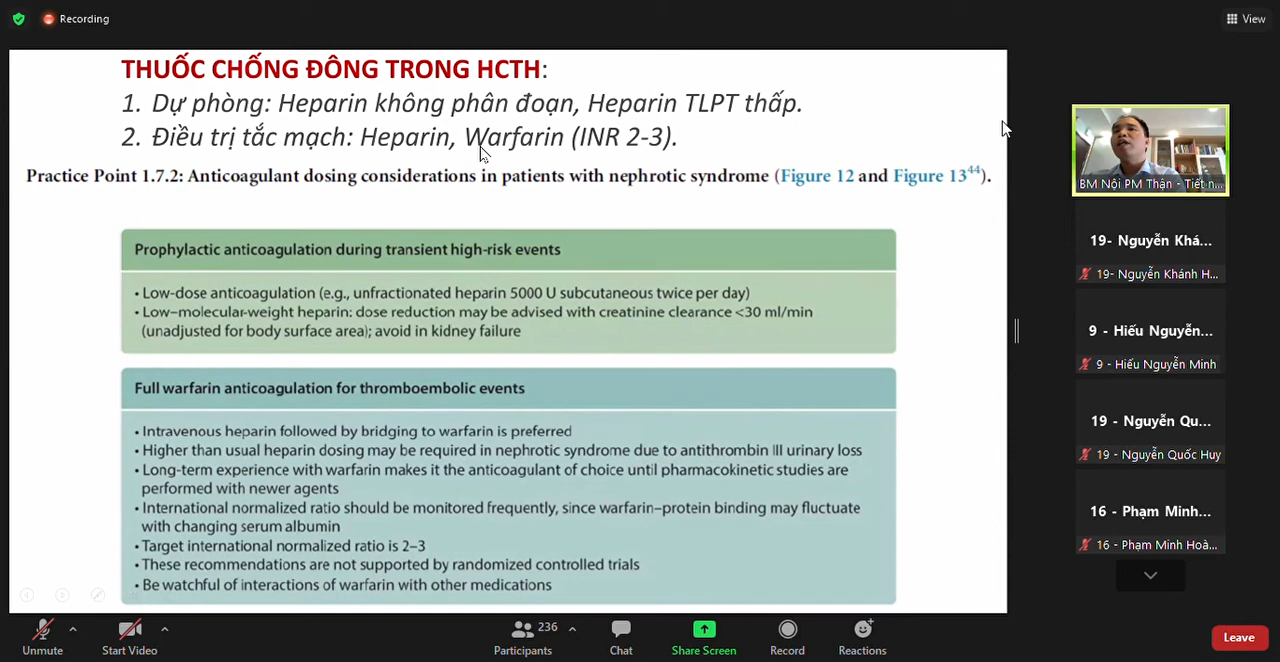 Recording
View
THUỐC CHỐNG ĐÔNG TRONG HCTH:
1. Dự phòng: Heparin không phân đoạn, Heparin TLPT thấp.
2. Điều trị tắc mạch: Heparin, Warfarin (INR 2-3).
Practice Point 1.7.2: Anticoagulant dosing considerations in patients with nephrotic syndrome (Figure 12 and Figure 13⁴⁴).
Prophylactic anticoagulation during transient high-risk events
• Low-dose anticoagulation (e.g., unfractionated heparin 5000 U subcutaneous twice per day)
• Low–molecular-weight heparin: dose reduction may be advised with creatinine clearance <30 ml/min
(unadjusted for body surface area); avoid in kidney failure
Full warfarin anticoagulation for thromboembolic events
• Intravenous heparin followed by bridging to warfarin is preferred
• Higher than usual heparin dosing may be required in nephrotic syndrome due to antithrombin III urinary loss
• Long-term experience with warfarin makes it the anticoagulant of choice until pharmacokinetic studies are
performed with newer agents
• International normalized ratio should be monitored frequently, since warfarin–protein binding may fluctuate
with changing serum albumin
• Target international normalized ratio is 2–3
• These recommendations are not supported by randomized controlled trials
• Be watchful of interactions of warfarin with other medications
BM Nội PM Thận - Tiết n...
19- Nguyễn Khá...
19- Nguyễn Khánh H...
9 - Hiếu Nguyễn...
9 - Hiếu Nguyễn Minh
19 - Nguyễn Qu...
19 - Nguyễn Quốc Huy
16 - Phạm Minh...
16 - Phạm Minh Hoà...
Unmute
Start Video
236
Participants
Chat
Share Screen
Record
Reactions
Leave